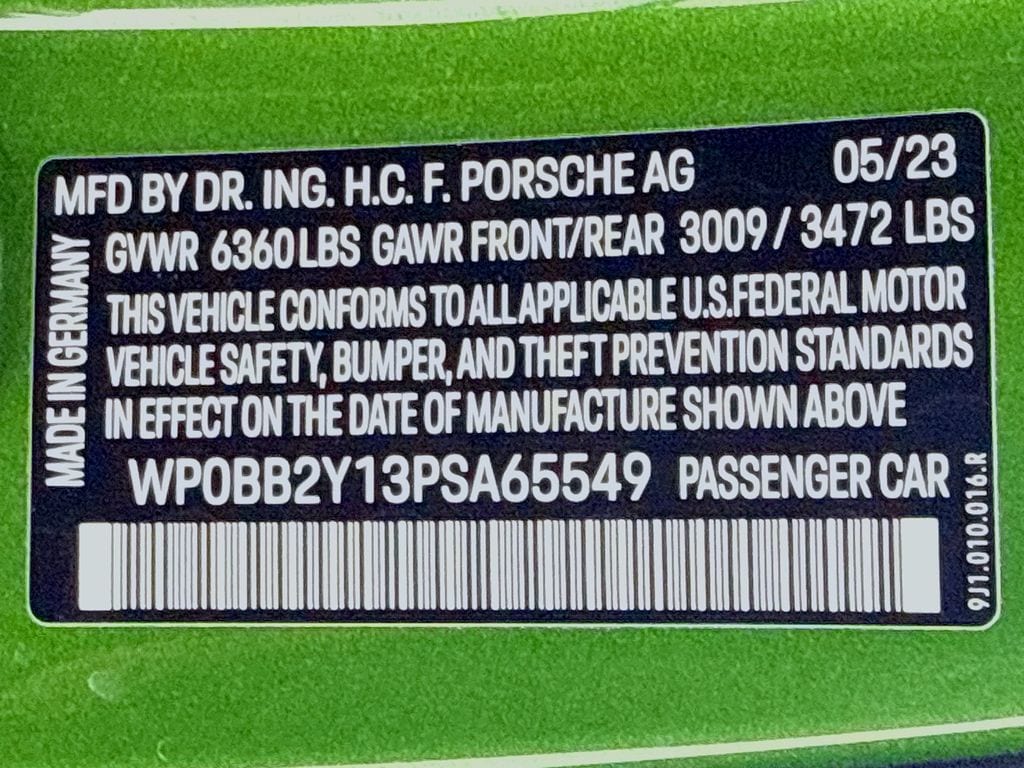 MFD BY DR. ING. H.C. F. PORSCHE AG 05/23
GVWR 6360 LBS GAWR FRONT/REAR 3009 / 3472 LBS
THIS VEHICLE CONFORMS TO ALL APPLICABLE U.S.FEDERAL MOTOR
VEHICLE SAFETY, BUMPER, AND THEFT PREVENTION STANDARDS
IN EFFECT ON THE DATE OF MANUFACTURE SHOWN ABOVE
WP0BB2Y13PSA65549 PASSENGER CAR
MADE IN GERMANY
9J1.010.016.R